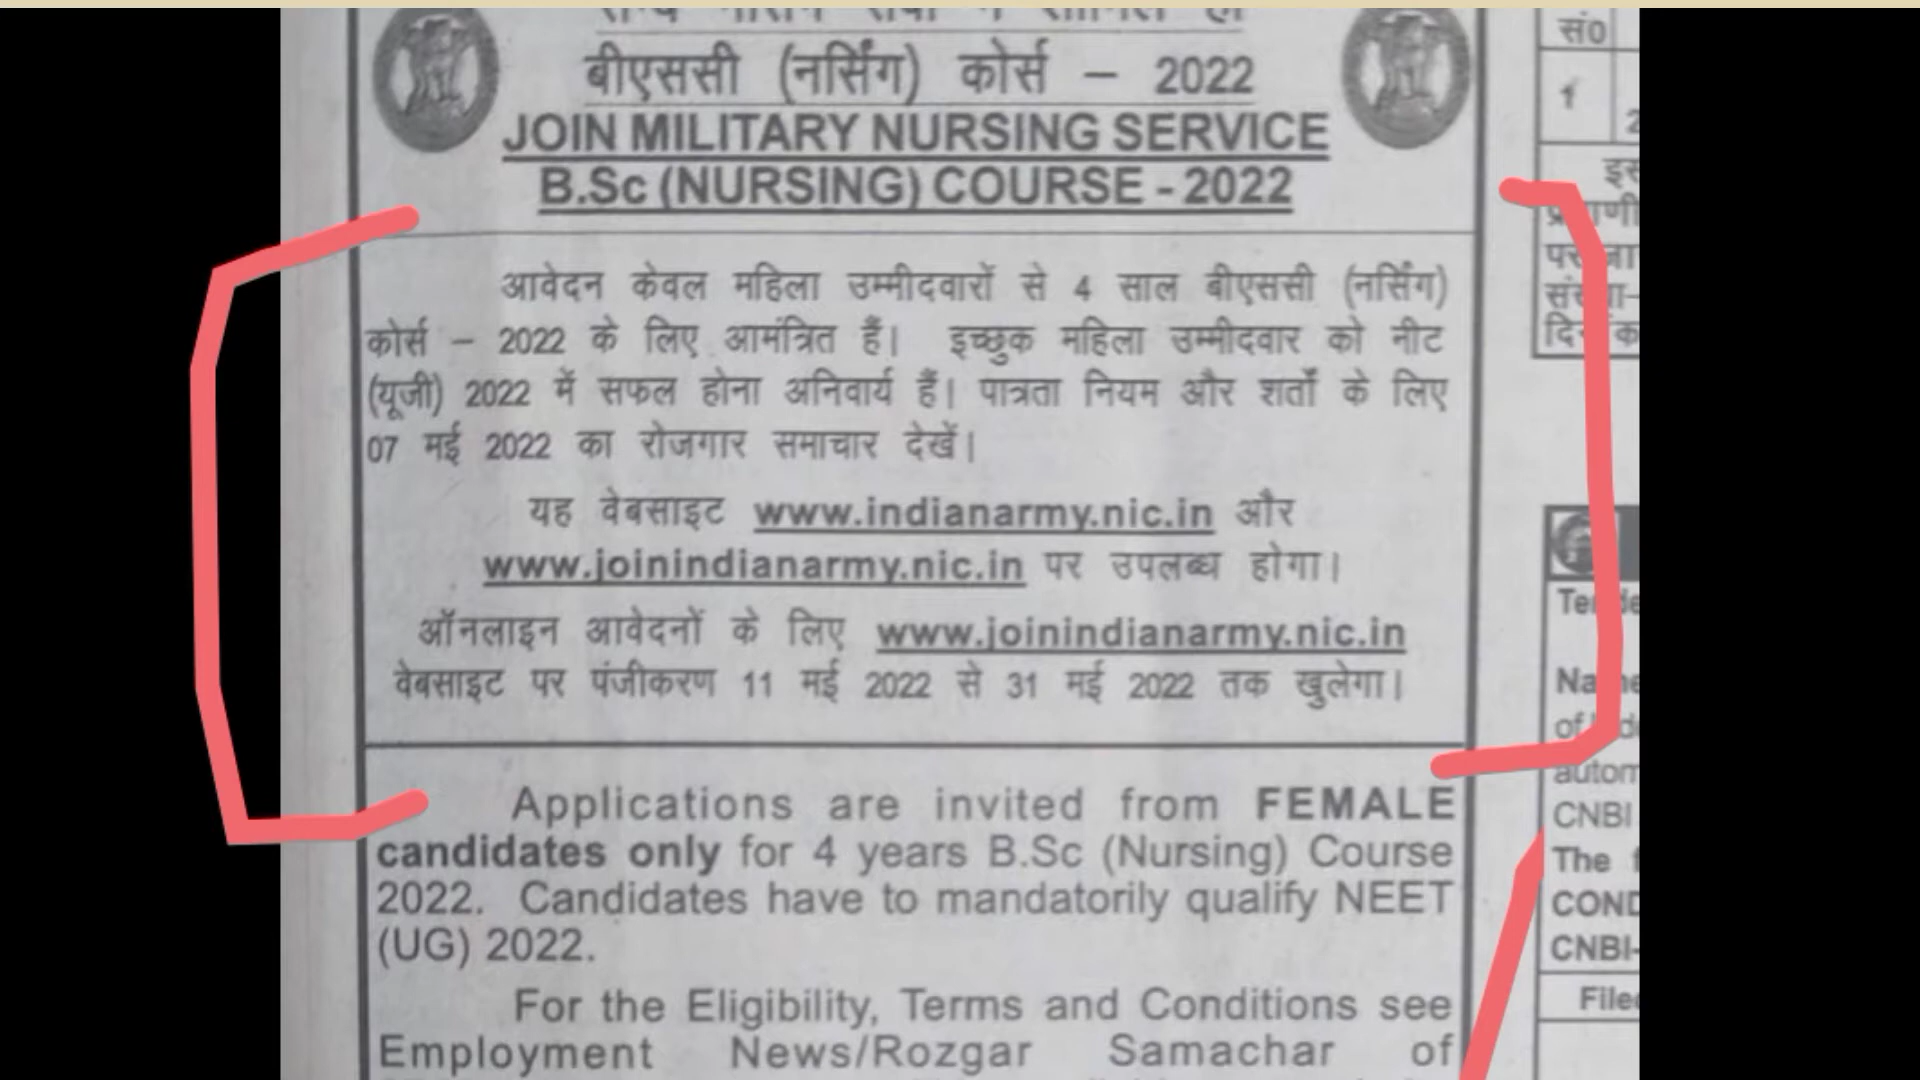 बीएससी (नर्सिंग) कोर्स – 2022
JOIN MILITARY NURSING SERVICE
B.Sc (NURSING) COURSE - 2022
आवेदन केवल महिला उम्मीदवारों से 4 साल बीएससी (नर्सिंग)
कोर्स – 2022 के लिए आमंत्रित हैं। इच्छुक महिला उम्मीदवार को नीट
(यूजी) 2022 में सफल होना अनिवार्य हैं। पात्रता नियम और शर्तों के लिए
07 मई 2022 का रोजगार समाचार देखें।
यह वेबसाइट www.indianarmy.nic.in और
www.joinindianarmy.nic.in पर उपलब्ध होगा।
ऑनलाइन आवेदनों के लिए www.joinindianarmy.nic.in
वेबसाइट पर पंजीकरण 11 मई 2022 से 31 मई 2022 तक खुलेगा।
Applications are invited from FEMALE
candidates only for 4 years B.Sc (Nursing) Course
2022. Candidates have to mandatorily qualify NEET
(UG) 2022.
For the Eligibility, Terms and Conditions see
Employment News/Rozgar Samachar of
सं0
1
CNBI
The
CNBI-